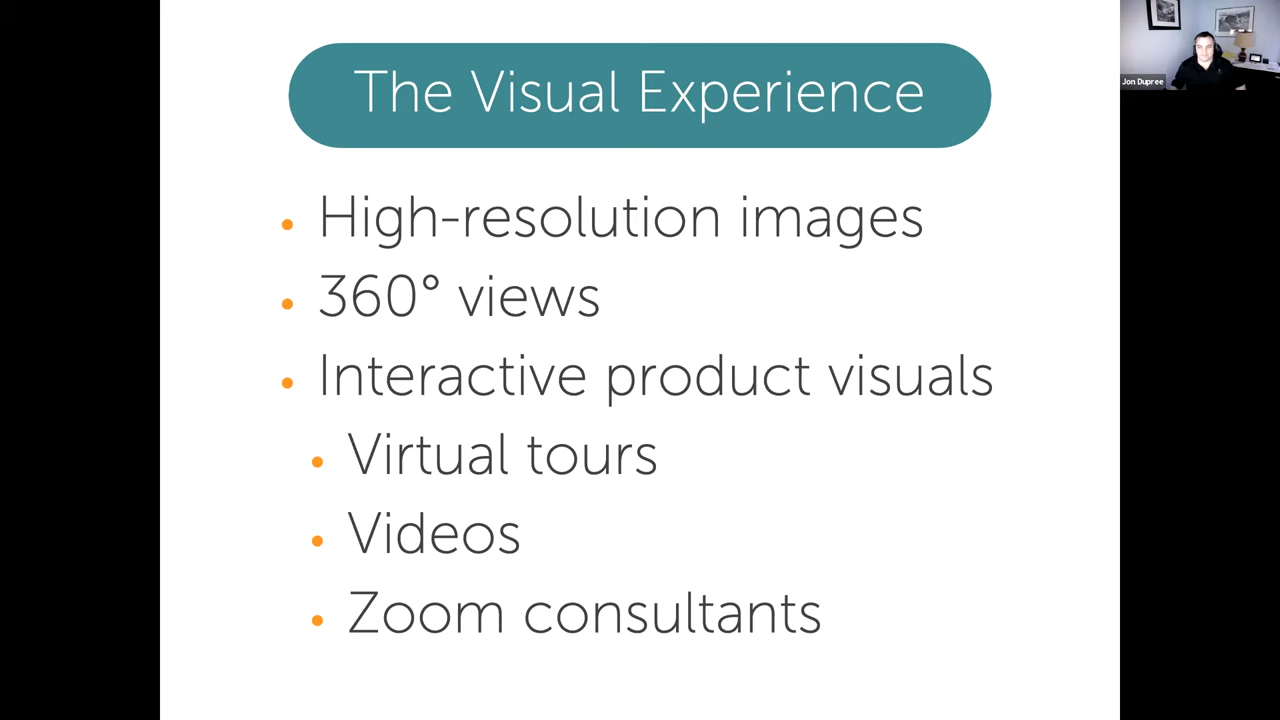 The Visual Experience
Jon Dupree
• High-resolution images
• 360° views
• Interactive product visuals
• Virtual tours
• Videos
• Zoom consultants